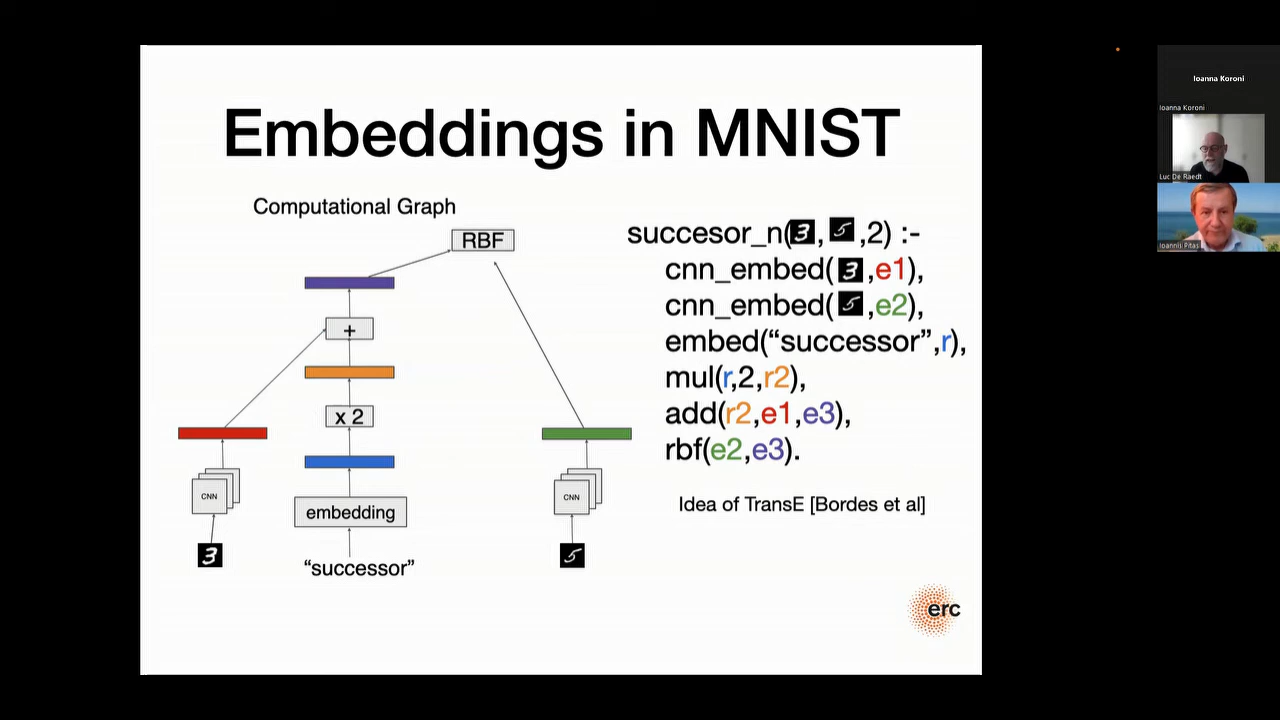 Embeddings in MNIST
Computational Graph
RBF
+
x 2
CNN
embedding
3
"successor"
CNN
5
succesor_n(3, 5 ,2) :-
cnn_embed( 3 ,e1),
cnn_embed( 5 ,e2),
embed(“successor”,r),
mul(r,2,r2),
add(r2,e1,e3),
rbf(e2,e3).
Idea of TransE [Bordes et al]
erc
Ioanna Koroni
Ioanna Koroni
Luc De Raedt
Ioannis Pitas